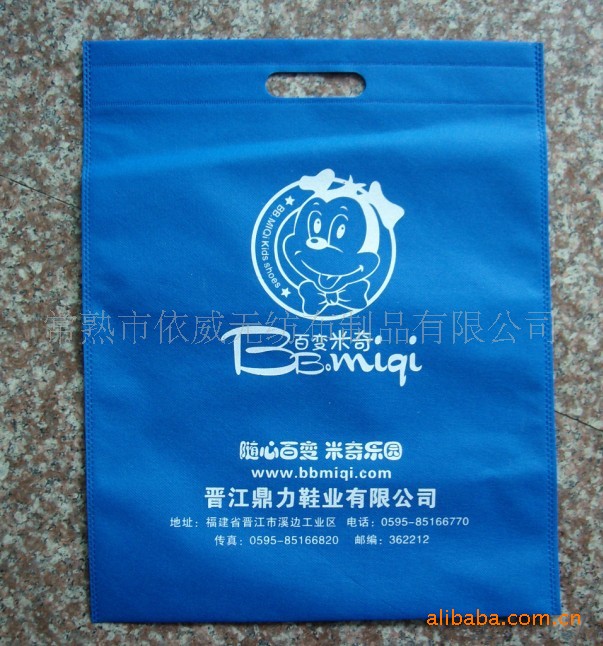 ★ BB MiQi Kids shoes ★
常熟市依威无纺布制品有限公司
百变米奇
BB.miqi
随心百变 米奇乐园
www.bbmiqi.com
晋江鼎力鞋业有限公司
地址：福建省晋江市溪边工业区 电话：0595-85166770
传真：0595-85166820 邮编：362212
alibaba.com.cn